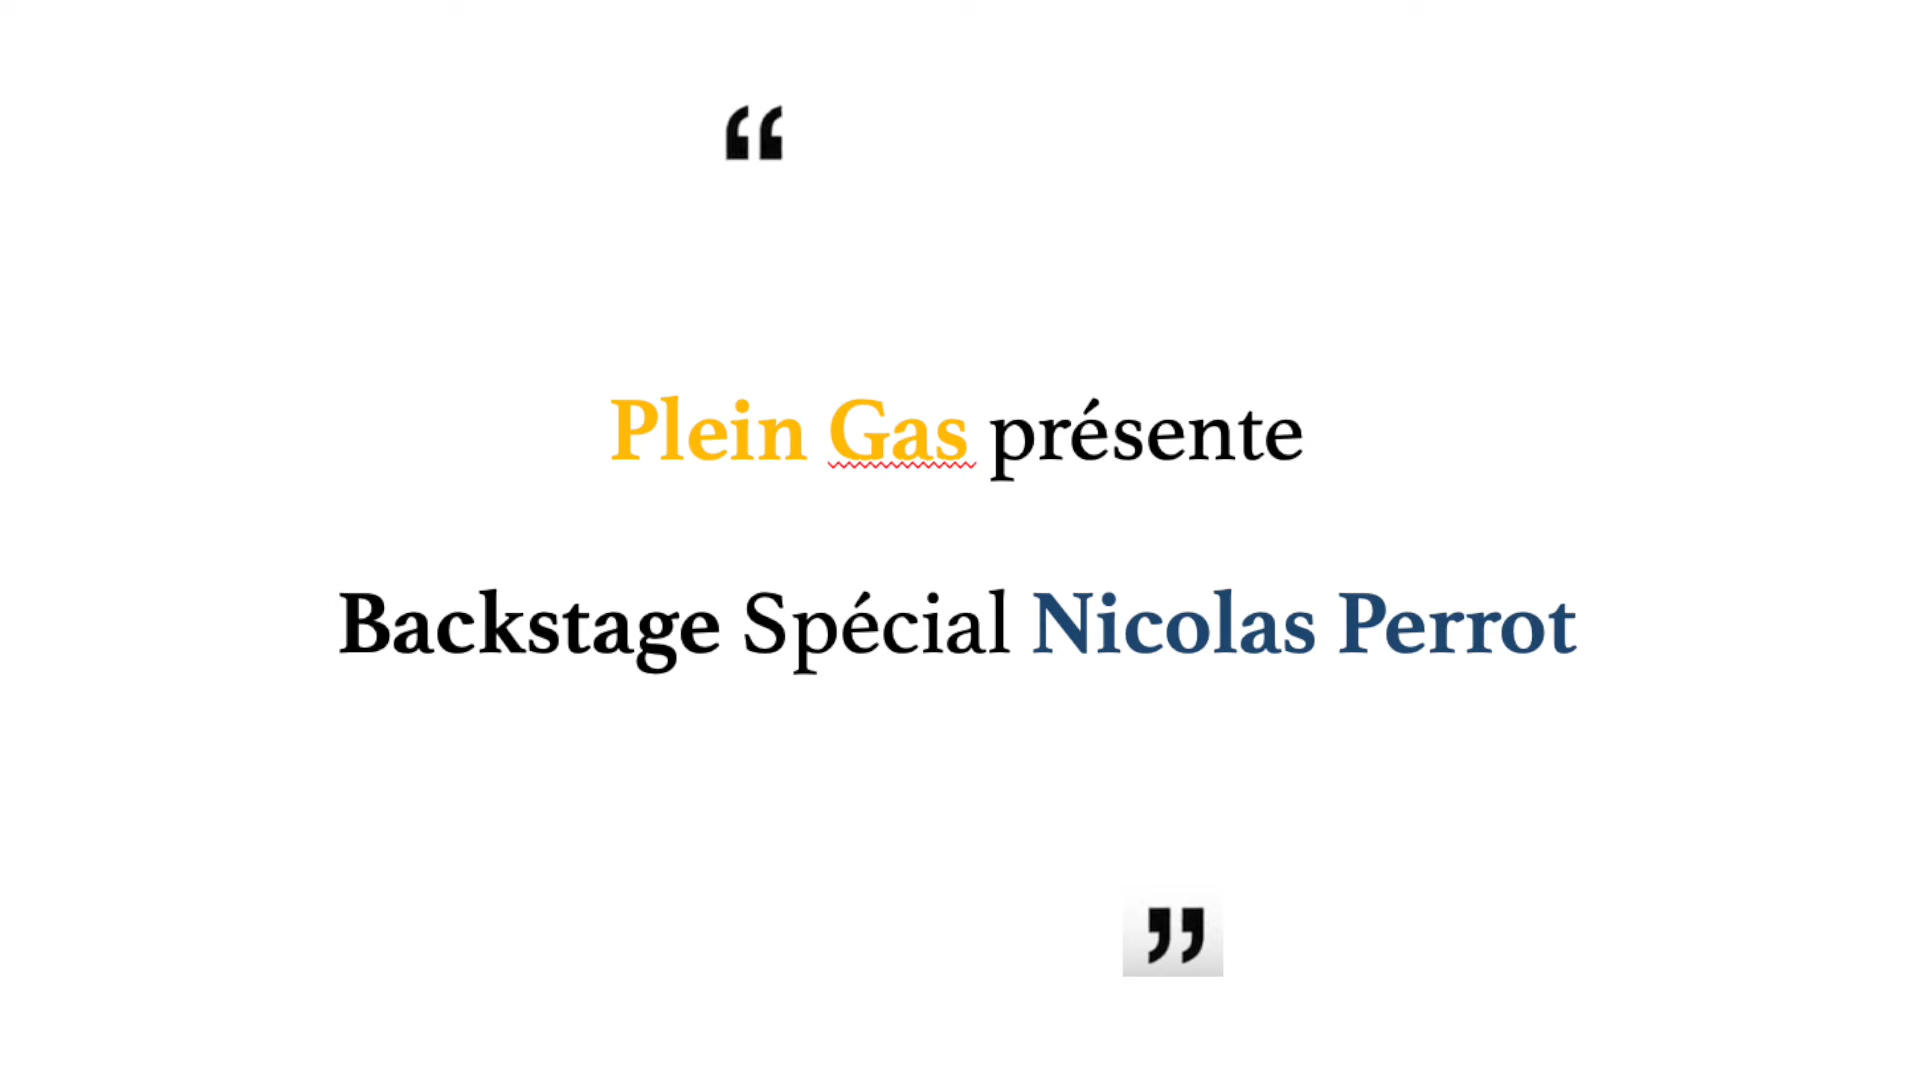 “
Plein Gas présente
Backstage Spécial Nicolas Perrot
”